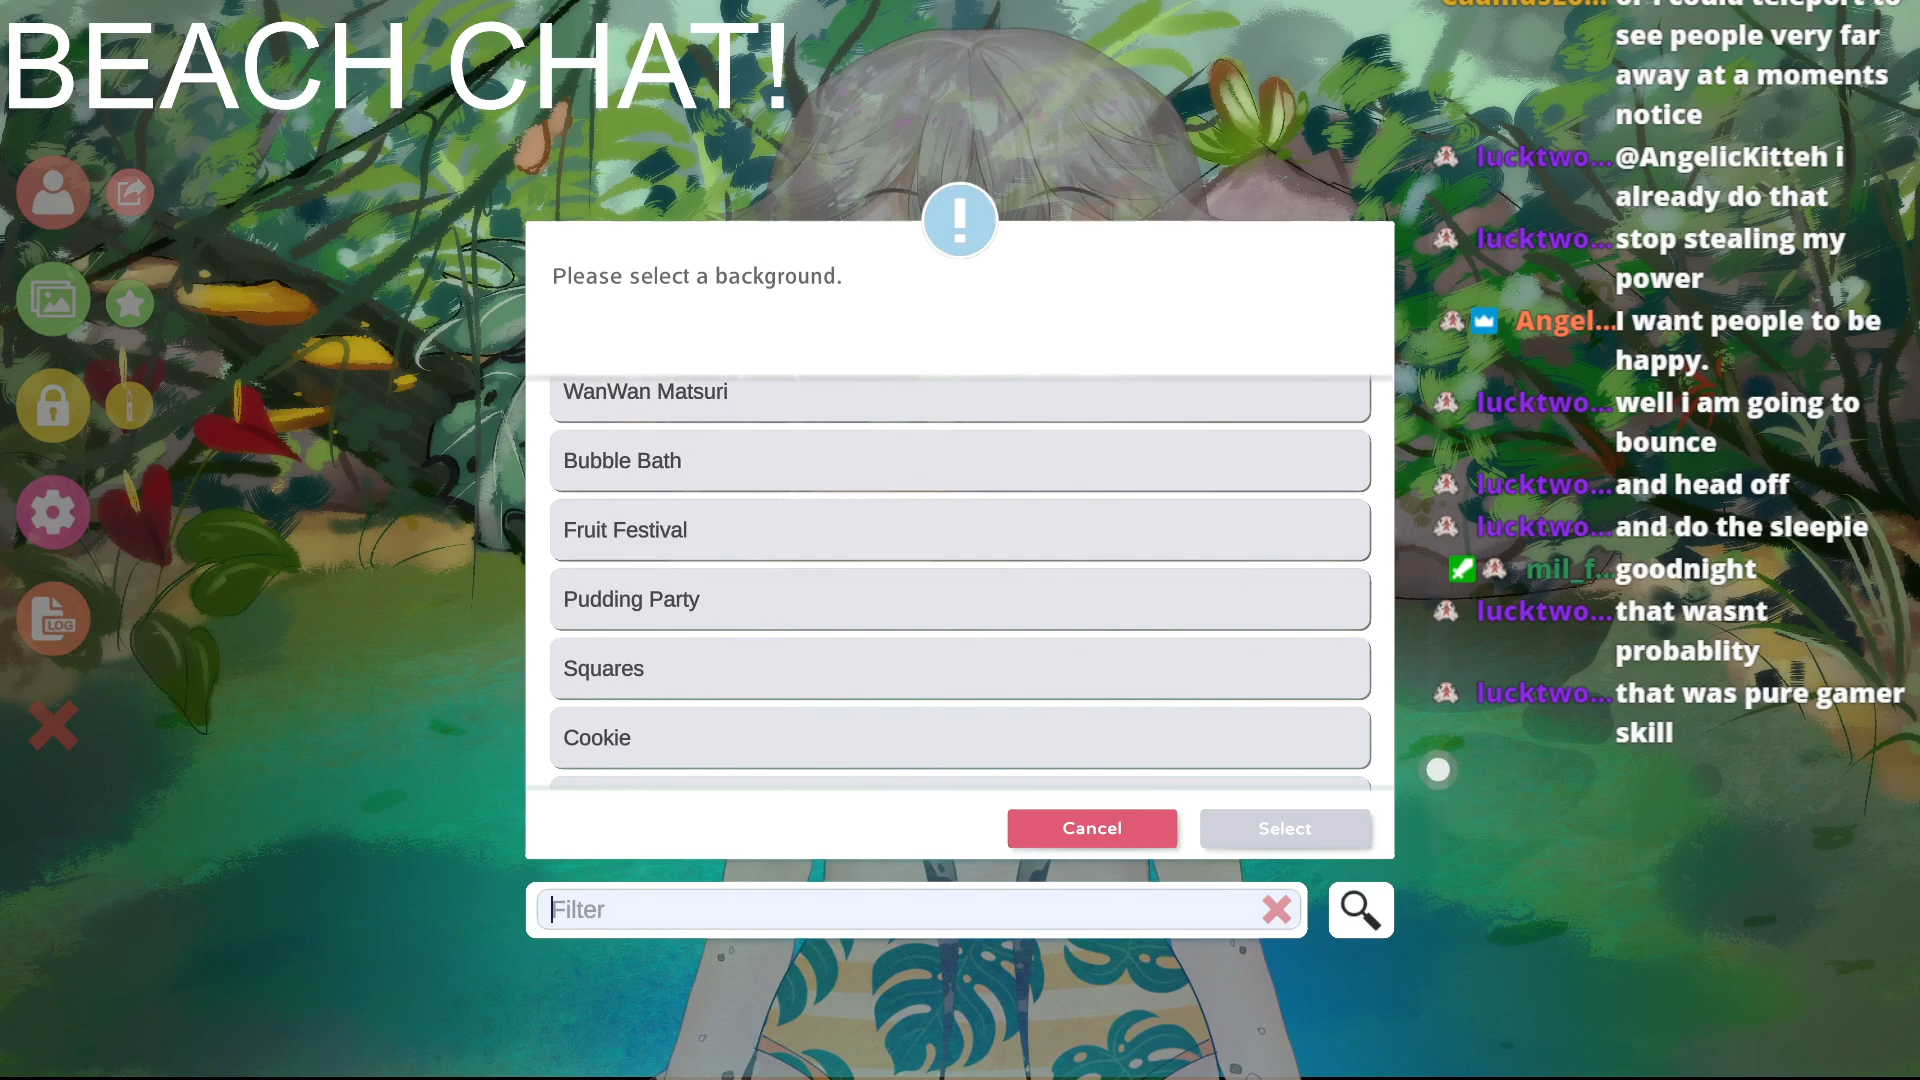 BEACH CHAT!
see people very far
away at a moments
notice
lucktwo... @AngelicKitteh i
already do that
lucktwo... stop stealing my
power
Angel... I want people to be
happy.
lucktwo... well i am going to
bounce
lucktwo... and head off
lucktwo... and do the sleepie
mil_f... goodnight
lucktwo... that wasnt
probablity
lucktwo... that was pure gamer
skill
LOG
Please select a background.
WanWan Matsuri
Bubble Bath
Fruit Festival
Pudding Party
Squares
Cookie
Cancel
Select
Filter